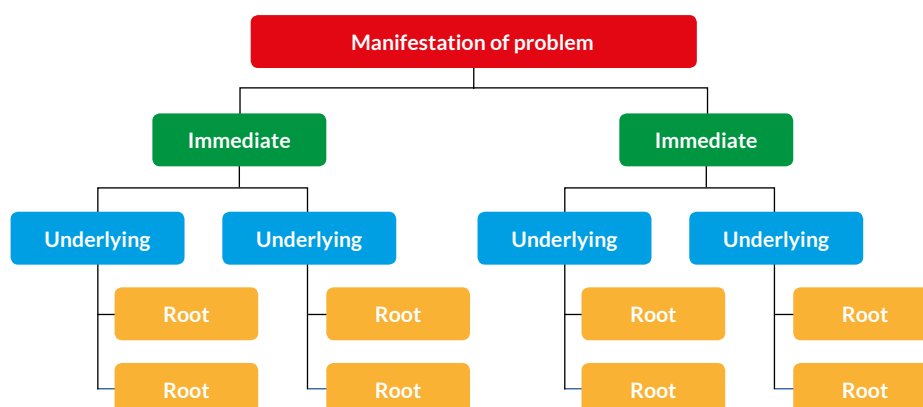 Manifestation of problem
Immediate
Immediate
Underlying
Underlying
Underlying
Underlying
Root
Root
Root
Root
Root
Root
Root
Root